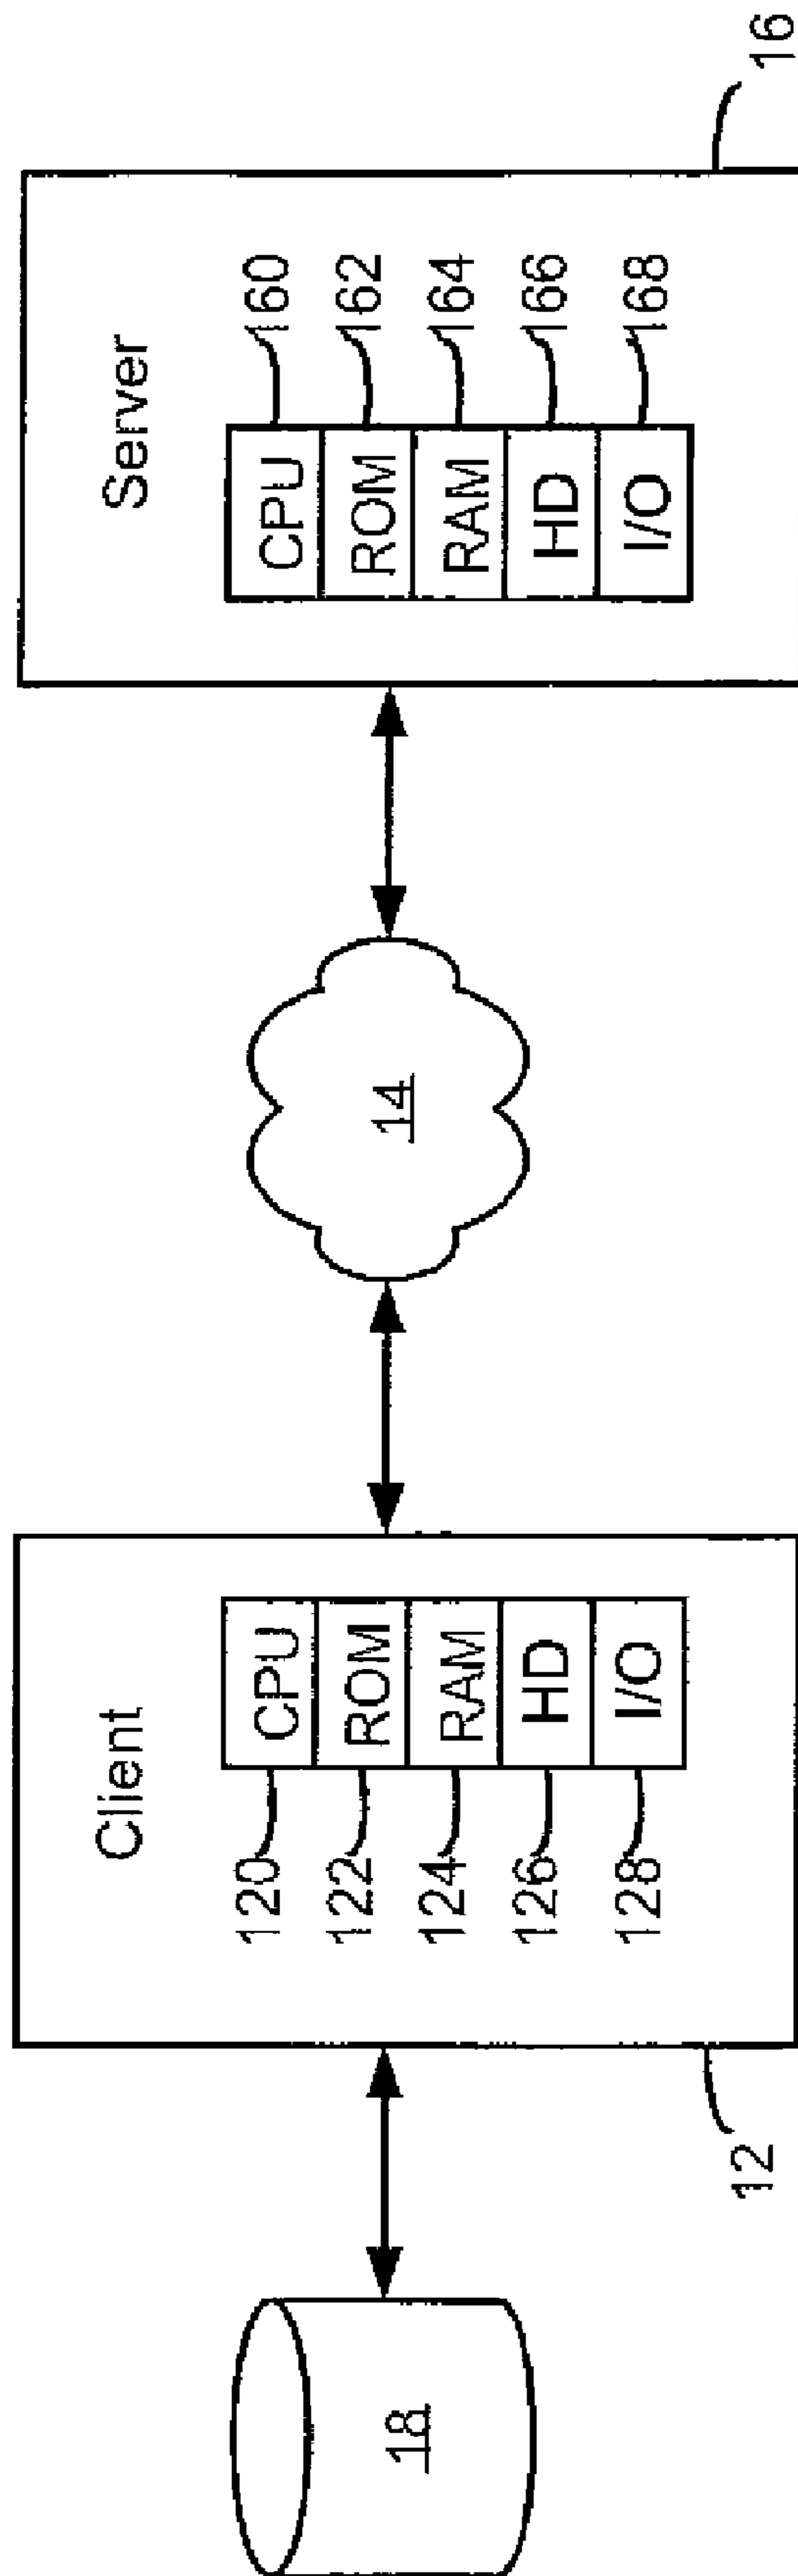 18
12
Client
120 CPU
122 ROM
124 RAM
126 HD
128 I/O
14
Server
CPU 160
ROM 162
RAM 164
HD 166
I/O 168
16